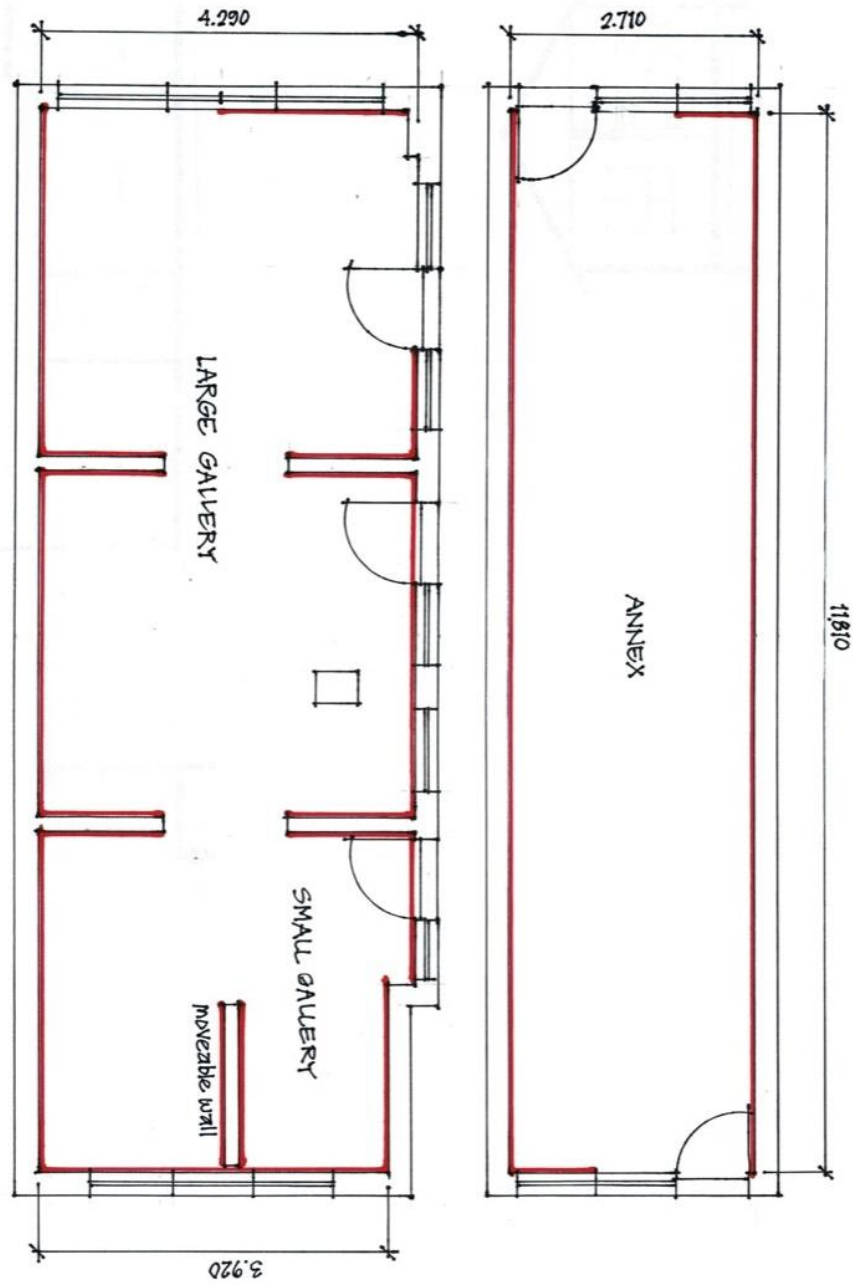 4.290
2.710
11.810
LARGE GALLERY
ANNEX
SMALL GALLERY
moveable wall
3.920